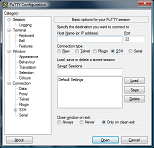 PuTTY Configuration
Category:
Session
Logging
Terminal
Keyboard
Bell
Features
Window
Appearance
Behaviour
Translation
Selection
Colours
Connection
Data
Proxy
Telnet
Rlogin
SSH
Serial
Basic options for your PuTTY session
Specify the destination you want to connect to
Host Name (or IP address)
Port
22
Connection type:
Raw
Telnet
Rlogin
SSH
Serial
Load, save or delete a stored session
Saved Sessions
Default Settings
Load
Save
Delete
Close window on exit:
Always
Never
Only on clean exit
About
Open
Cancel